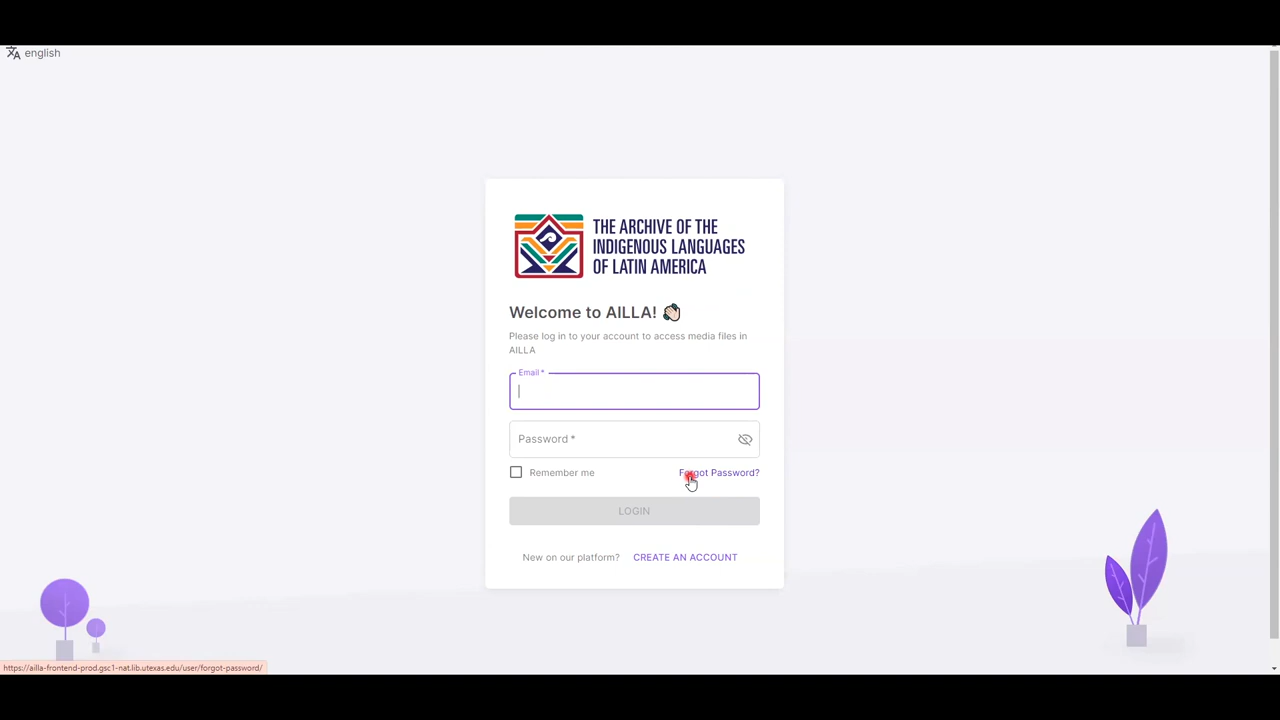 english
THE ARCHIVE OF THE
INDIGENOUS LANGUAGES
OF LATIN AMERICA
Welcome to AILLA!
Please log in to your account to access media files in
AILLA
Email *
Password *
Remember me
Forgot Password?
LOGIN
New on our platform? CREATE AN ACCOUNT
https://ailla-frontend-prod.gsc1-nat.lib.utexas.edu/user/forgot-password/